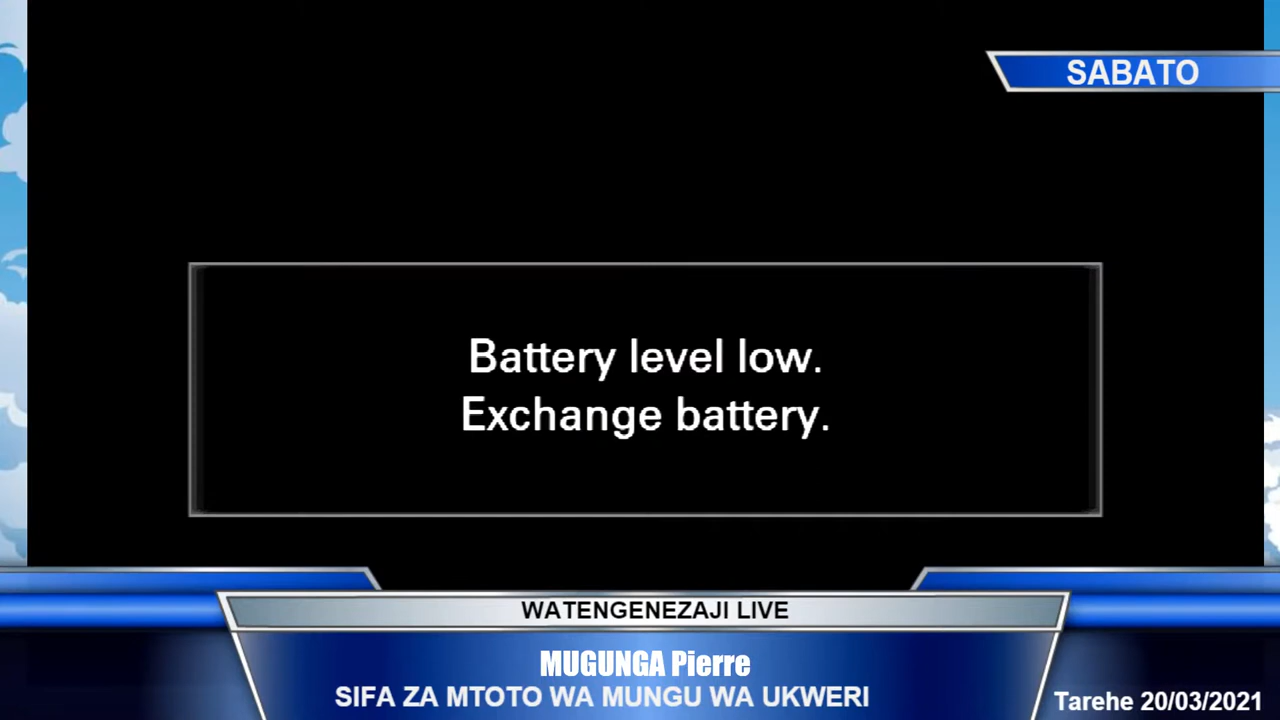 SABATO
Battery level low.
Exchange battery.
WATENGENEZAJI LIVE
MUGUNGA Pierre
SIFA ZA MTOTO WA MUNGU WA UKWERI
Tarehe 20/03/2021